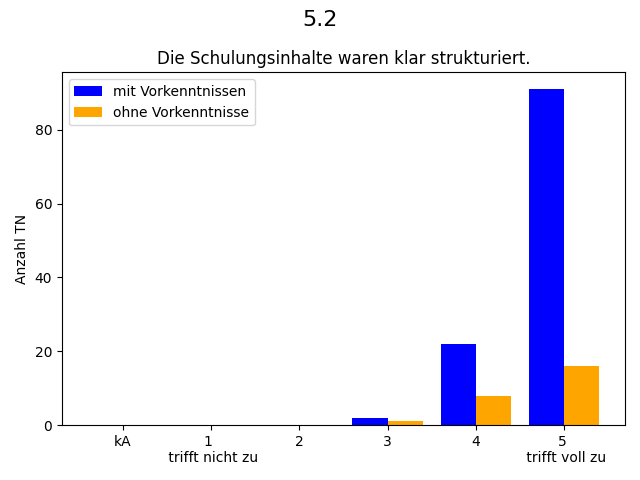 5.2
Die Schulungsinhalte waren klar strukturiert.
mit Vorkenntnissen
ohne Vorkenntnisse
Anzahl TN
80
60
40
20
0
kA 1 2 3 4 5
trifft nicht zu trifft voll zu